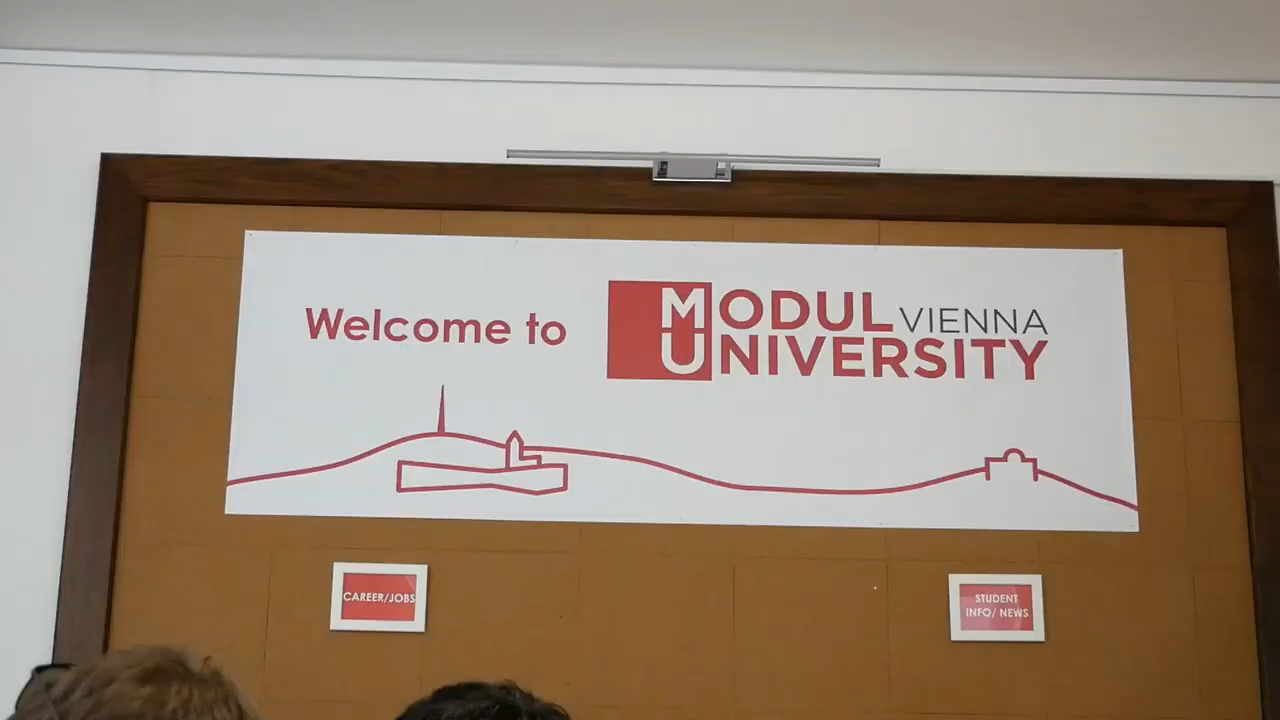 Welcome to
MODUL VIENNA
UNIVERSITY
CAREER/JOBS
STUDENT
INFO/ NEWS